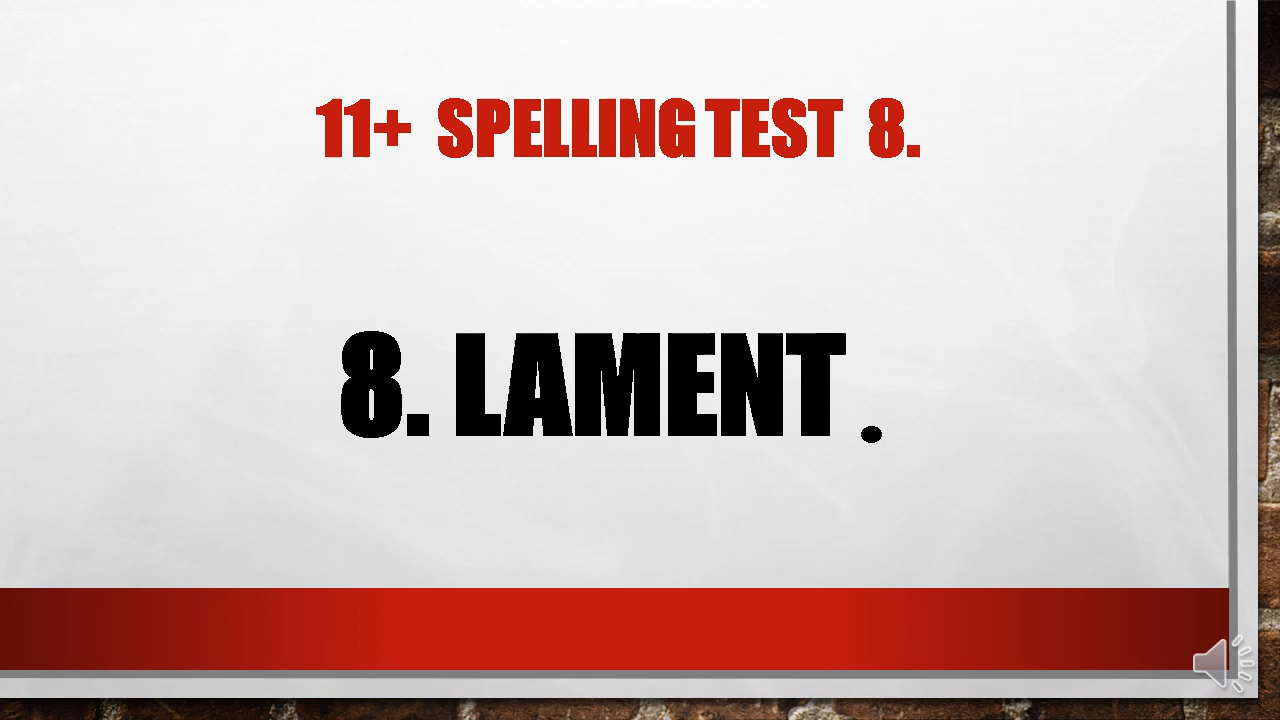 11+ SPELLING TEST 8.
8. LAMENT .